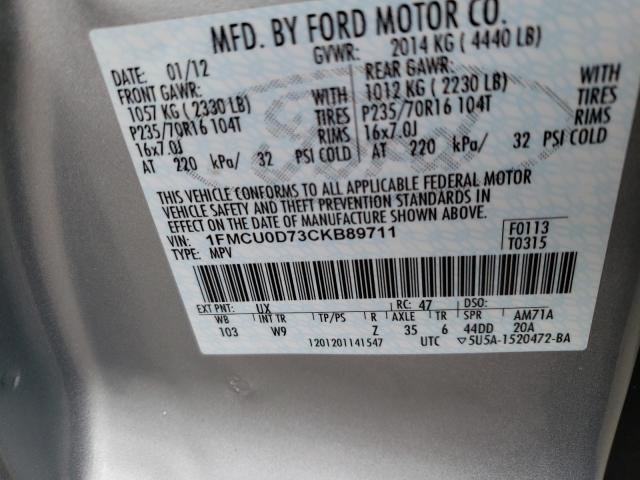 MFD. BY FORD MOTOR CO.
DATE: 01/12 GVWR: 2014 KG ( 4440 LB)
FRONT GAWR: REAR GAWR:
1057 KG ( 2330 LB) WITH 1012 KG ( 2230 LB) WITH
P235/70R16 104T TIRES P235/70R16 104T TIRES
16x7.0J RIMS 16x7.0J RIMS
AT 220 kPa/ 32 PSI COLD AT 220 kPa/ 32 PSI COLD
THIS VEHICLE CONFORMS TO ALL APPLICABLE FEDERAL MOTOR
VEHICLE SAFETY AND THEFT PREVENTION STANDARDS IN
EFFECT ON THE DATE OF MANUFACTURE SHOWN ABOVE.
VIN: 1FMCU0D73CKB89711 F0113
TYPE: MPV T0315
EXT PNT: UX RC: 47 DSO:
WB INT TR TP/PS R AXLE TR SPR AM71A
103 W9 Z 35 6 44DD 20A
1201201141547 UTC ▽5U5A-1520472-BA